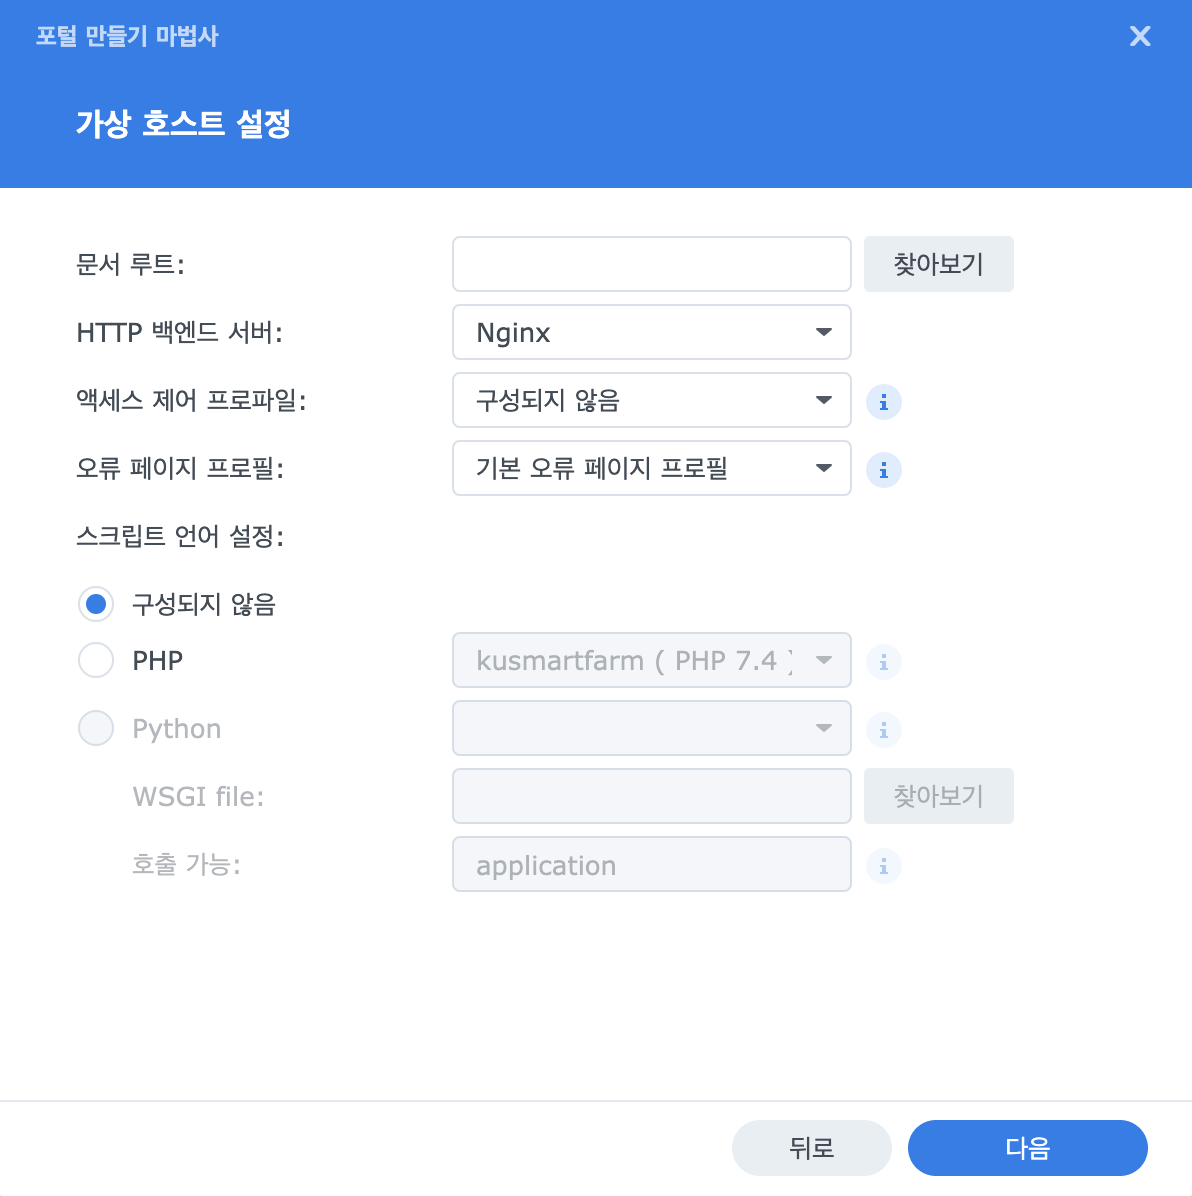 포털 만들기 마법사
가상 호스트 설정
문서 루트:
찾아보기
HTTP 백엔드 서버:
Nginx
액세스 제어 프로파일:
구성되지 않음
오류 페이지 프로필:
기본 오류 페이지 프로필
스크립트 언어 설정:
구성되지 않음
PHP
kusmartfarm ( PHP 7.4 )
Python
WSGI file:
찾아보기
호출 가능:
application
뒤로
다음